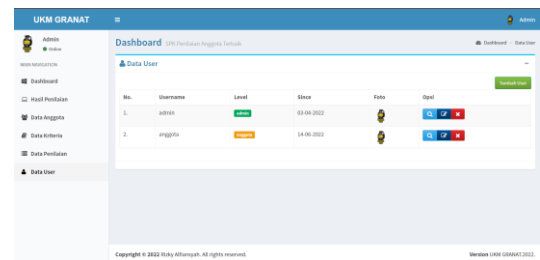 UKM GRANAT
Admin
Admin
Online
MAIN NAVIGATION
Dashboard
Hasil Penilaian
Data Anggota
Data Kriteria
Data Penilaian
Data User
Dashboard SPK Penilaian Anggota Terbaik
Dashboard Data User
Data User
Tambah User
No. Username Level Since Foto Opsi
1. admin admin 03-06-2022
2. anggota anggota 14-06-2022
Copyright © 2022 Rizky Alfiansyah. All rights reserved.
Version UKM GRANAT.2022.